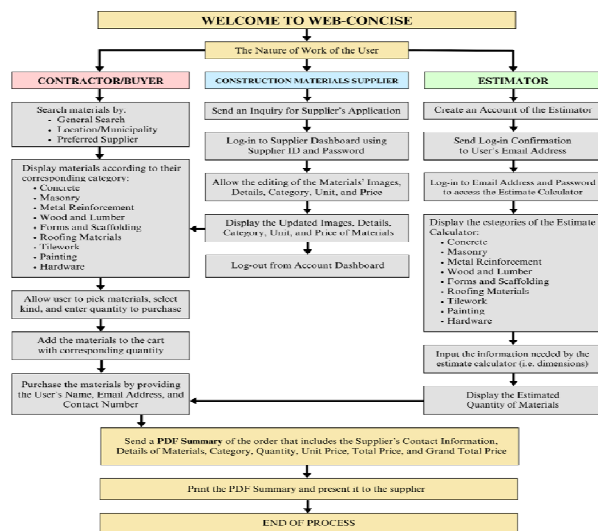 WELCOME TO WEB-CONCISE
The Nature of Work of the User
CONTRACTOR/BUYER
Search materials by:
- General Search
- Location/Municipality
- Preferred Supplier
Display materials according to their
corresponding category:
• Concrete
• Masonry
• Metal Reinforcement
• Wood and Lumber
• Forms and Scaffolding
• Roofing Materials
• Tilework
• Painting
• Hardware
Allow user to pick materials, select
kind, and enter quantity to purchase
Add the materials to the cart
with corresponding quantity
Purchase the materials by providing
the User's Name, Email Address, and
Contact Number
CONSTRUCTION MATERIALS SUPPLIER
Send an Inquiry for Supplier's Application
Log-in to Supplier Dashboard using
Supplier ID and Password
Allow the editing of the Materials' Images,
Details, Category, Unit, and Price
Display the Updated Images, Details,
Category, Unit, and Price of Materials
Log-out from Account Dashboard
ESTIMATOR
Create an Account of the Estimator
Send Log-in Confirmation
to User's Email Address
Log-in to Email Address and Password
to access the Estimate Calculator
Display the categories of the Estimate
Calculator:
• Concrete
• Masonry
• Metal Reinforcement
• Wood and Lumber
• Forms and Scaffolding
• Roofing Materials
• Tilework
• Painting
• Hardware
Input the information needed by the
estimate calculator (i.e. dimensions)
Display the Estimated
Quantity of Materials
Send a PDF Summary of the order that includes the Supplier's Contact Information,
Details of Materials, Category, Quantity, Unit Price, Total Price, and Grand Total Price
Print the PDF Summary and present it to the supplier
END OF PROCESS